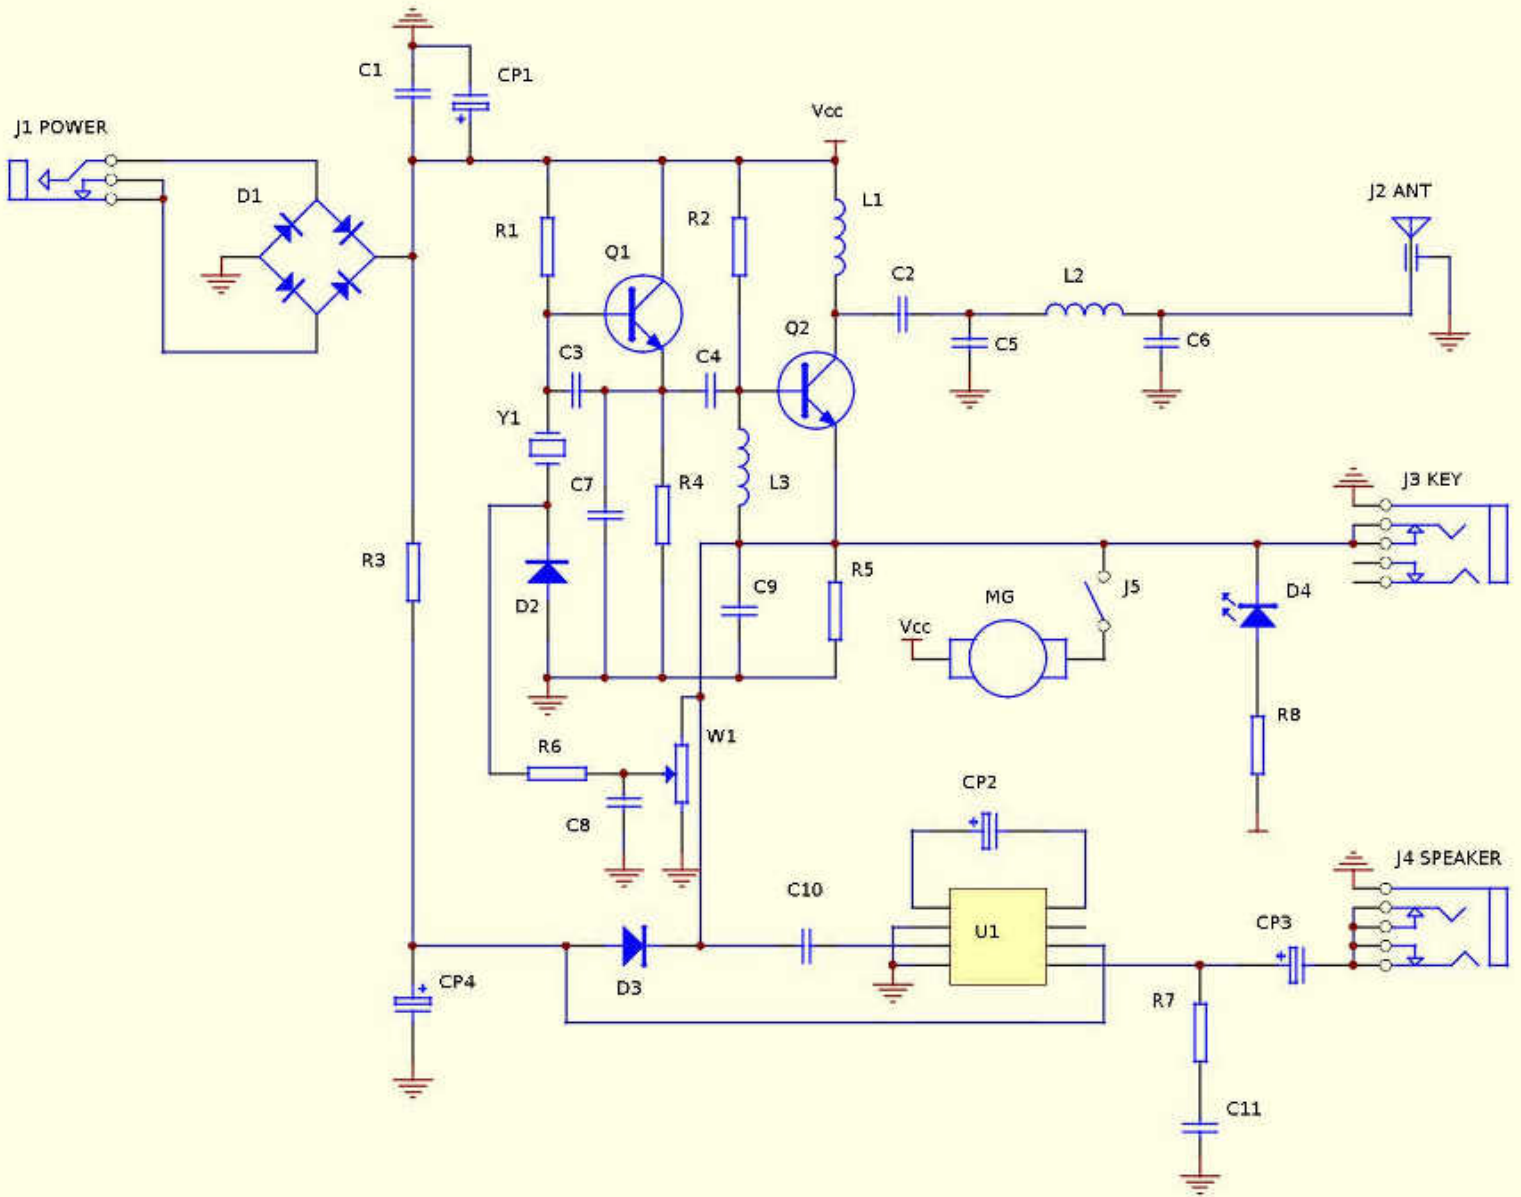 C1
CP1
J1 POWER
Vcc
D1
R1
Q1
R2
L1
J2 ANT
C2
L2
Q2
C5
C6
C3
C4
Y1
C7
R4
L3
J3 KEY
R3
D2
C9
R5
MG
J5
D4
Vcc
R6
W1
R8
C8
CP2
C10
U1
J4 SPEAKER
CP3
CP4
D3
R7
C11